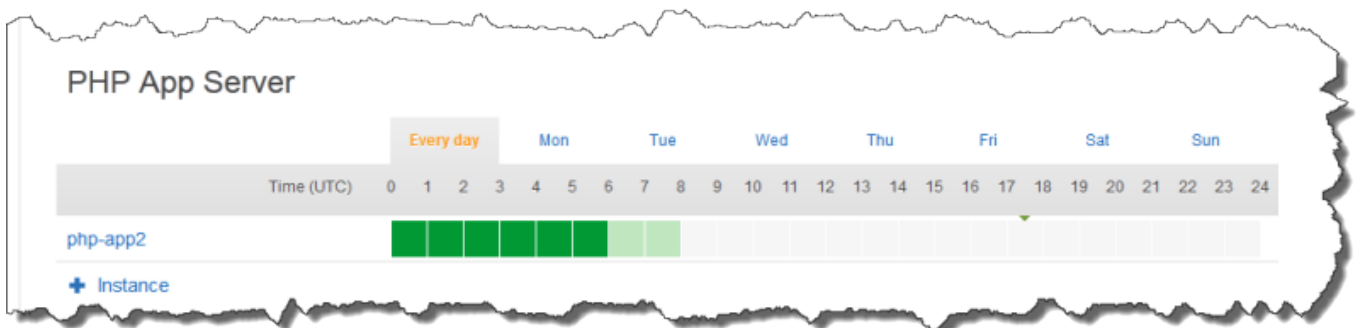 PHP App Server
Every day Mon Tue Wed Thu Fri Sat Sun
Time (UTC) 0 1 2 3 4 5 6 7 8 9 10 11 12 13 14 15 16 17 18 19 20 21 22 23 24
php-app2
+ Instance